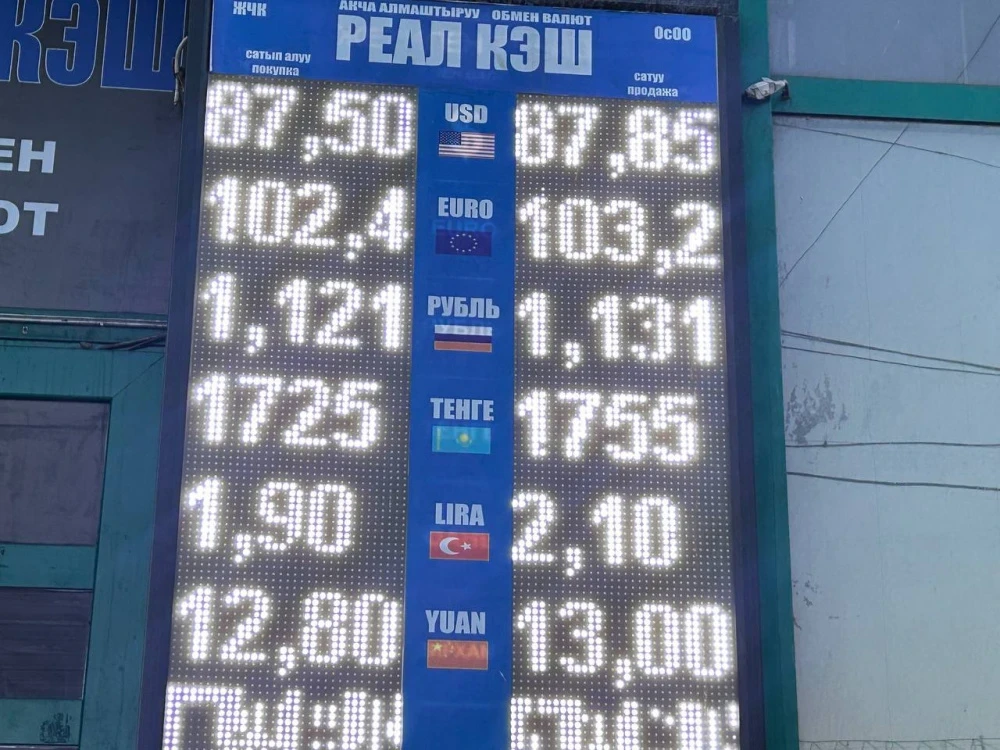 КЭШ
ЕН
ОТ
ЖЧК
АКЧА АЛМАШТЫРУУ ОБМЕН ВАЛЮТ
ОсОО
РЕАЛ КЭШ
сатып алуу
покупка
сатуу
продажа
87,50 USD 87,85
102,4 EURO 103,2
1,121 РУБЛЬ 1,131
1725 ТЕНГЕ 1755
1,90 LIRA 2,10
12,80 YUAN 13,00